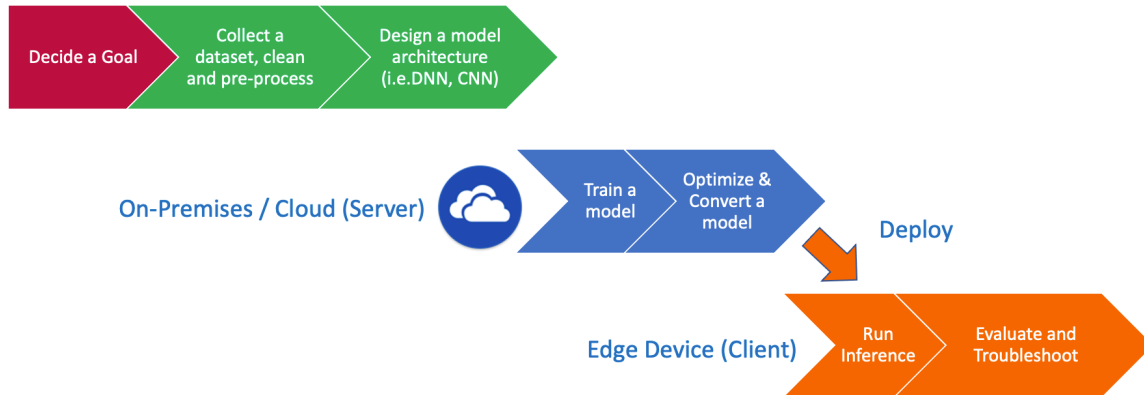 Decide a Goal
Collect a
dataset, clean
and pre-process
Design a model
architecture
(i.e.DNN, CNN)
On-Premises / Cloud (Server)
Train a
model
Optimize &
Convert a
model
Deploy
Edge Device (Client)
Run
Inference
Evaluate and
Troubleshoot